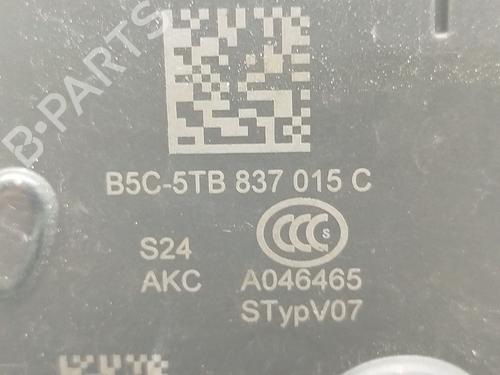 B-PARTS
B5C-5TB 837 015 C
S24
CCC S
AKC A046465
STypV07